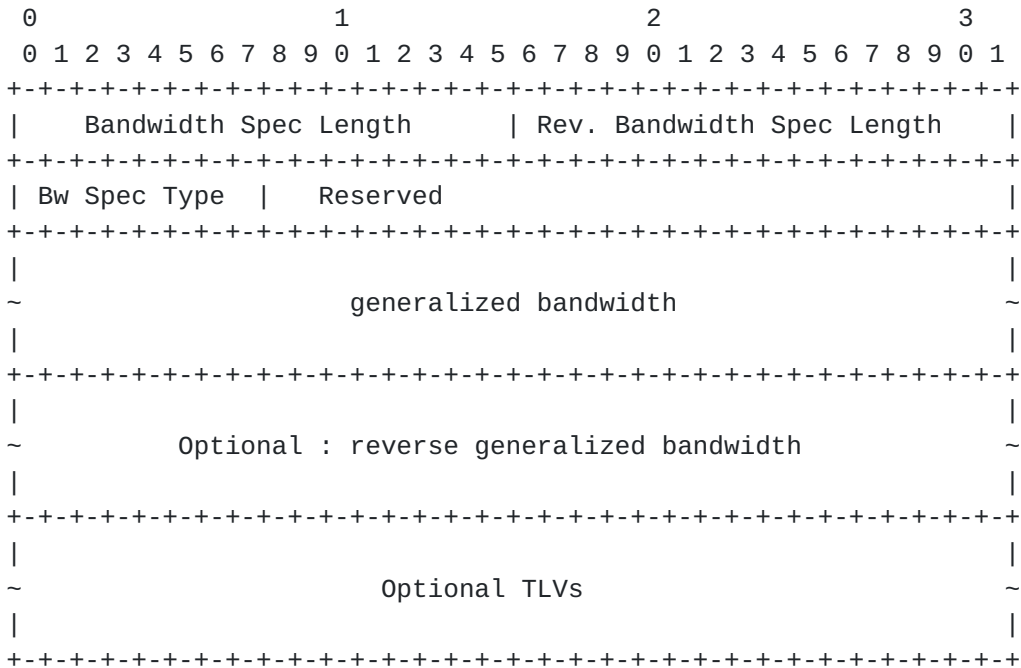 0                   1                   2                   3
 0 1 2 3 4 5 6 7 8 9 0 1 2 3 4 5 6 7 8 9 0 1 2 3 4 5 6 7 8 9 0 1
+-+-+-+-+-+-+-+-+-+-+-+-+-+-+-+-+-+-+-+-+-+-+-+-+-+-+-+-+-+-+-+-+
|    Bandwidth Spec Length      | Rev. Bandwidth Spec Length    |
+-+-+-+-+-+-+-+-+-+-+-+-+-+-+-+-+-+-+-+-+-+-+-+-+-+-+-+-+-+-+-+-+
| Bw Spec Type  |   Reserved                                    |
+-+-+-+-+-+-+-+-+-+-+-+-+-+-+-+-+-+-+-+-+-+-+-+-+-+-+-+-+-+-+-+-+
|                                                               |
~                     generalized bandwidth                     ~
|                                                               |
+-+-+-+-+-+-+-+-+-+-+-+-+-+-+-+-+-+-+-+-+-+-+-+-+-+-+-+-+-+-+-+-+
|                                                               |
~          Optional : reverse generalized bandwidth             ~
|                                                               |
+-+-+-+-+-+-+-+-+-+-+-+-+-+-+-+-+-+-+-+-+-+-+-+-+-+-+-+-+-+-+-+-+
|                                                               |
~                       Optional TLVs                           ~
|                                                               |
+-+-+-+-+-+-+-+-+-+-+-+-+-+-+-+-+-+-+-+-+-+-+-+-+-+-+-+-+-+-+-+-+